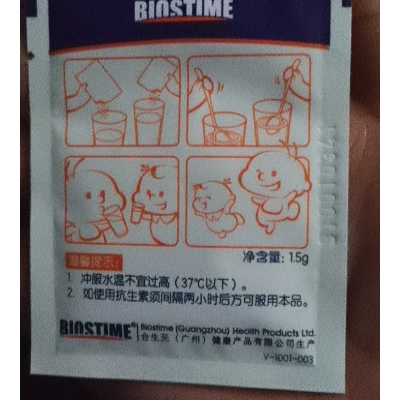 BIOSTIME
净含量: 1.5g
温馨提示:
1. 冲服水温不宜过高 (37℃以下) 。
2. 如使用抗生素须间隔两小时后方可服用本品。
BIOSTIME® Biostime (Guangzhou) Health Products Ltd.
合生元 (广州) 健康产品有限公司生产
V-I001-003